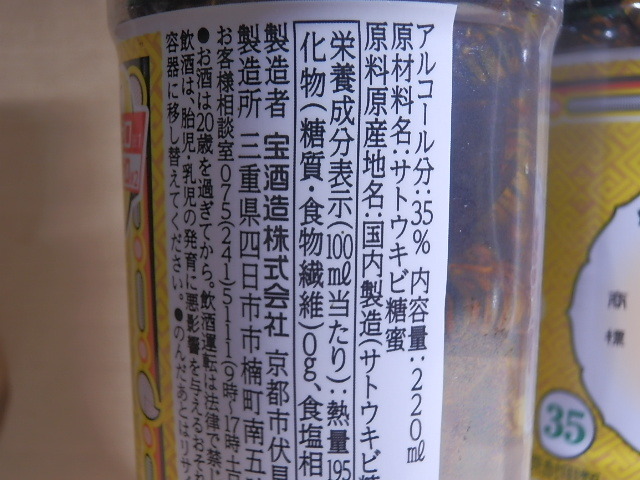 アルコール分:35% 内容量:220ml
原材料名:サトウキビ糖蜜
原料原産地名:国内製造(サトウキビ糖
栄養成分表示(100ml当たり):熱量195
化物(糖質・食物繊維)0g、食塩相
製造者 宝酒造株式会社 京都市伏見
製造所 三重県四日市市楠町南五
お客様相談室075(241)5111(9時~17時土
●お酒は20歳を過ぎてから。飲酒運転は法律で禁じ
飲酒は、胎児・乳児の発育に悪影響を与えるおそれ
容器に移し替えてください。●のんだあとはリサイ
商標
35